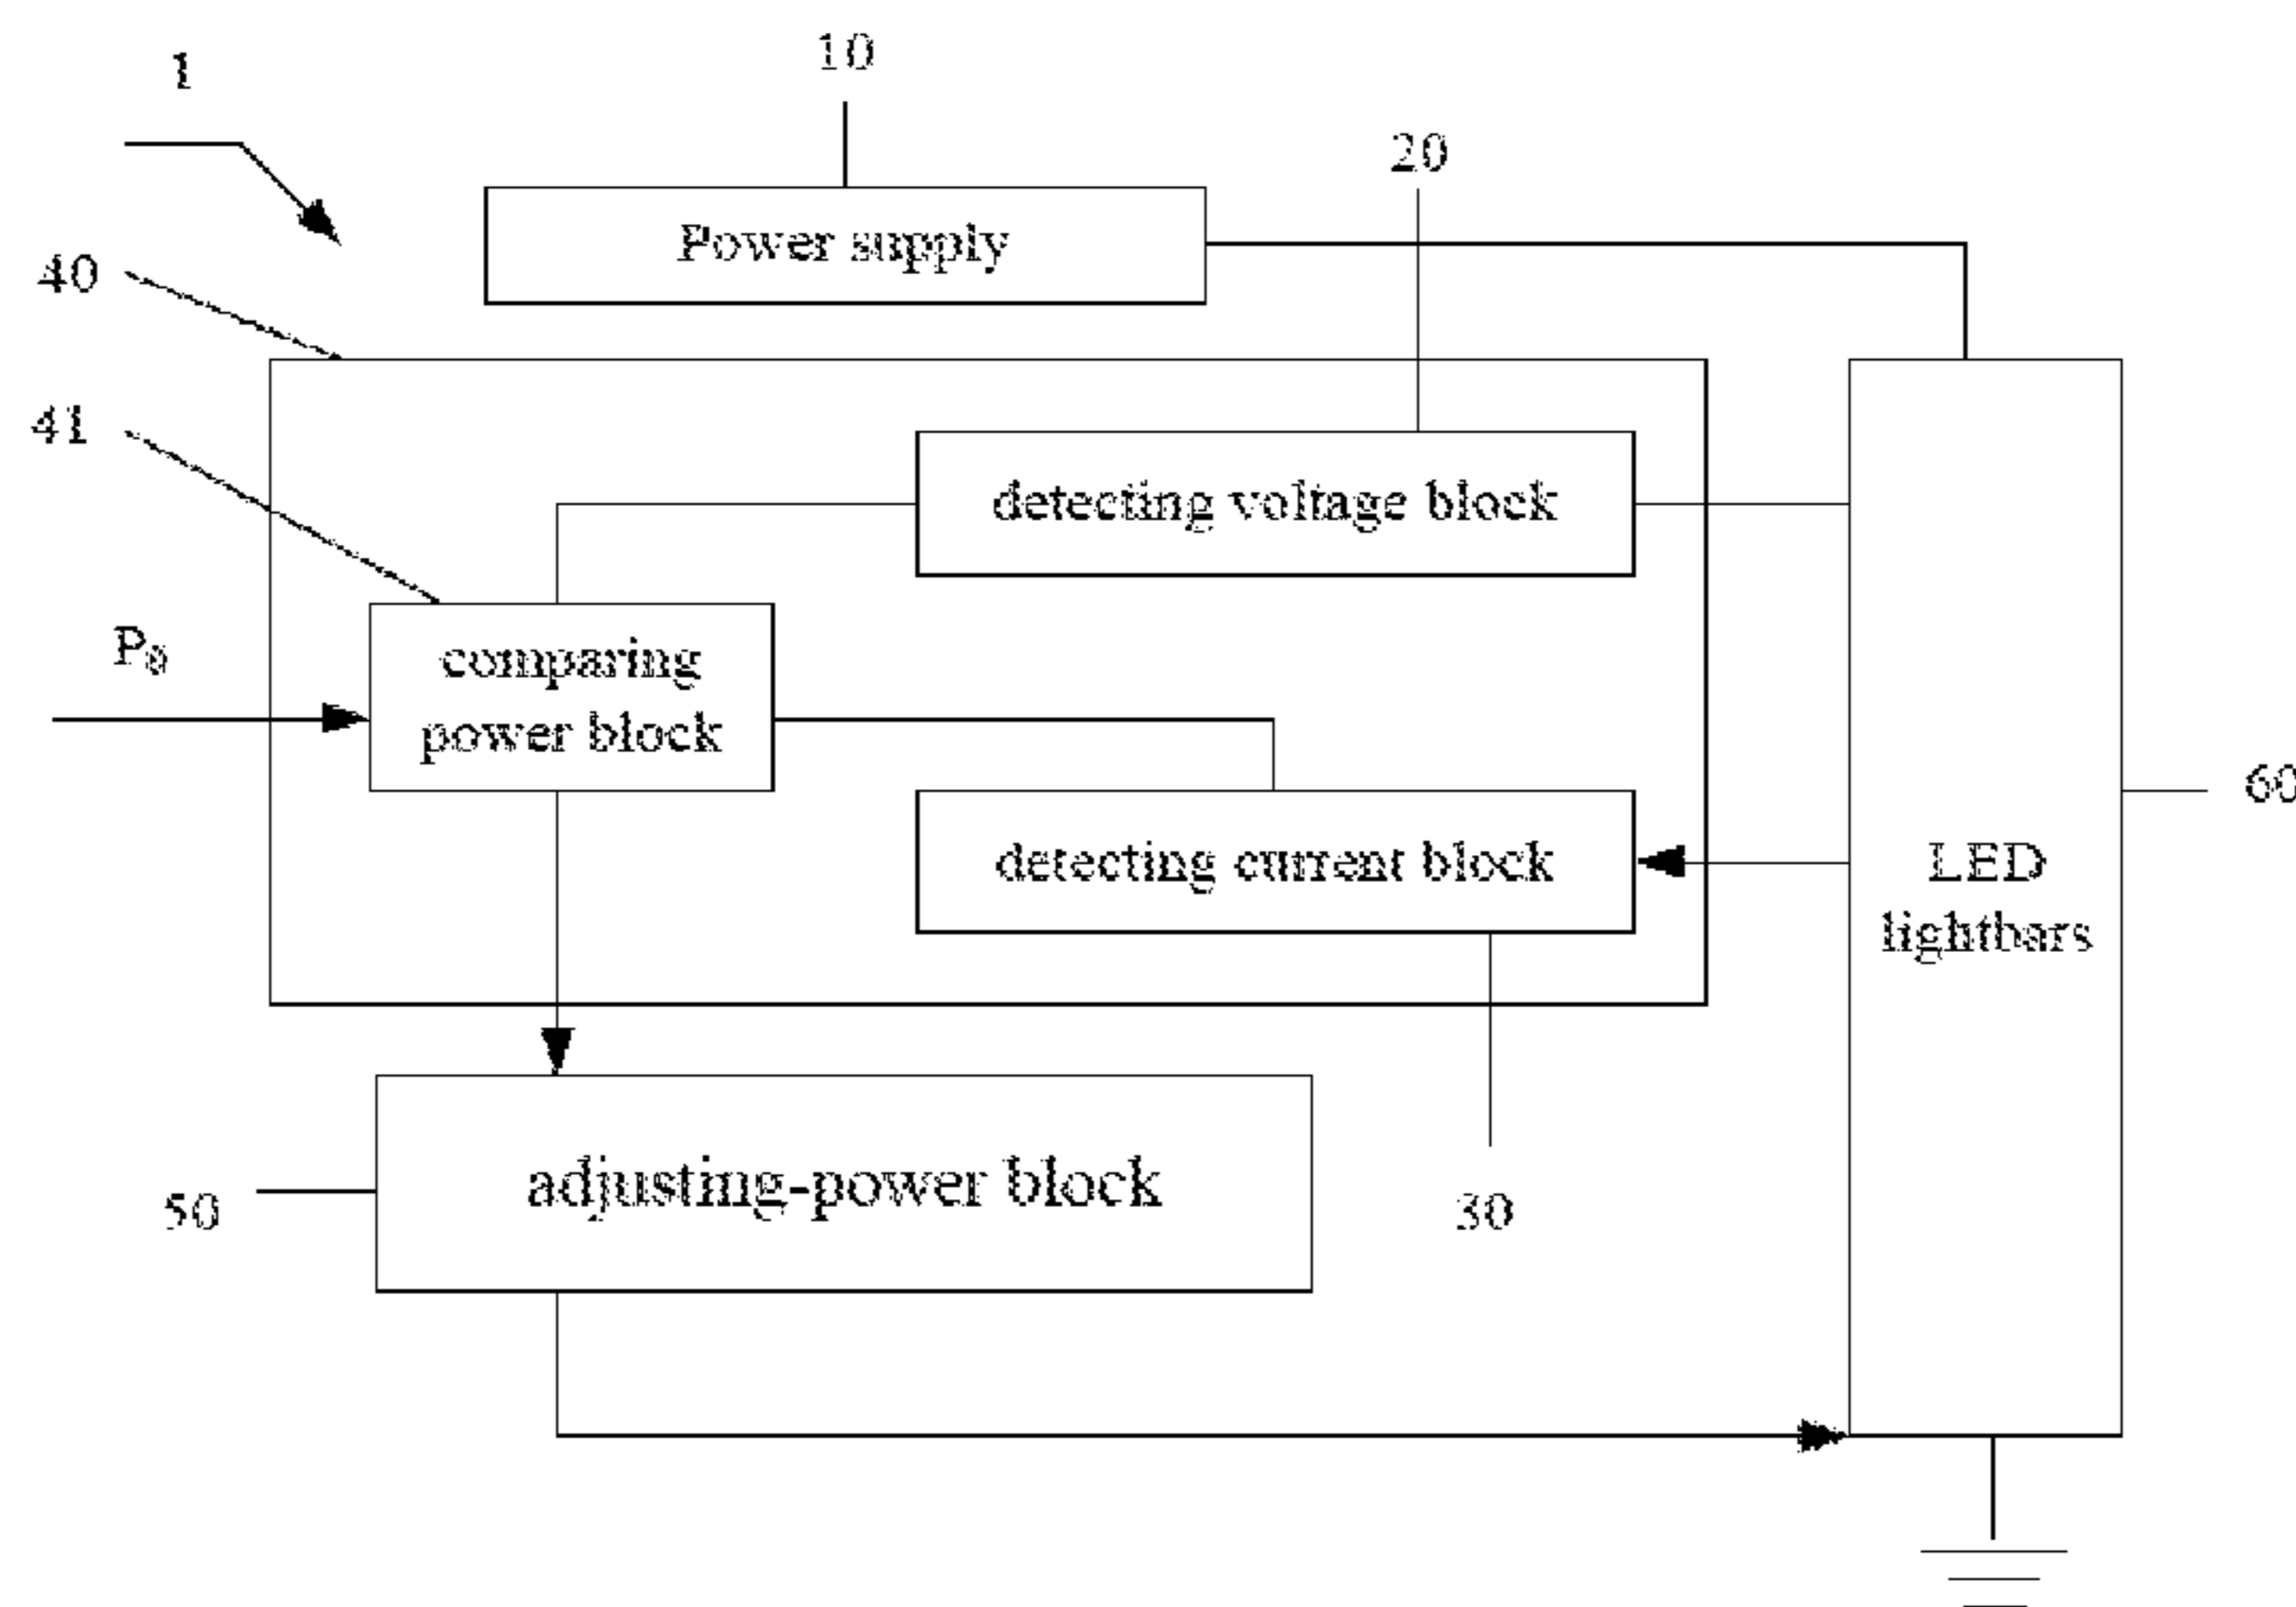 10
1
20
Power supply
40
41
detecting voltage block
P₀
comparing
power block
60
detecting current block
LED
lightbars
adjusting-power block
50
30